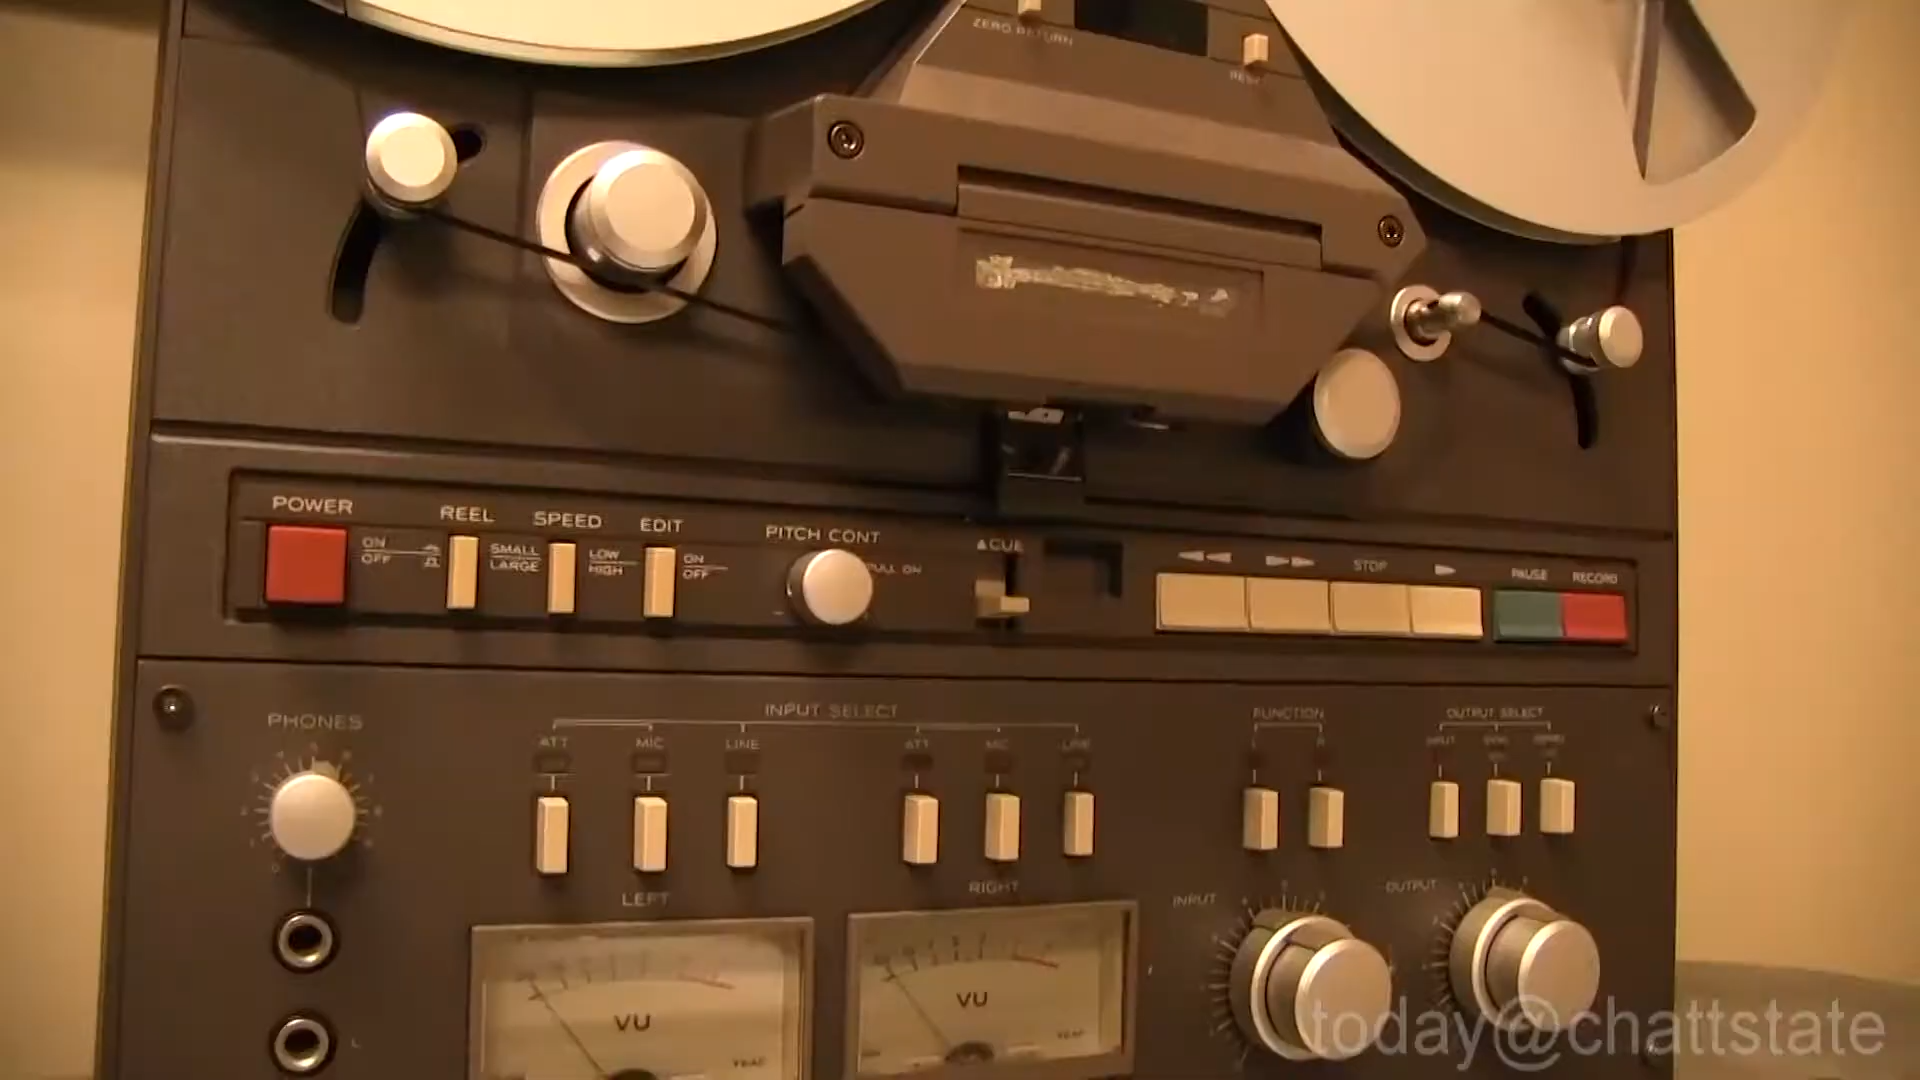 ZERO RETURN
POWER
REEL
SPEED
EDIT
PITCH CONT
▲CUE
STOP
PAUSE
RECORD
ON
OFF
SMALL
LARGE
LOW
HIGH
ON
OFF
PULL ON
PHONES
INPUT SELECT
FUNCTION
OUTPUT SELECT
ATT
MIC
LINE
ATT
MIC
LINE
INPUT
LEFT
RIGHT
INPUT
OUTPUT
VU
VU
L
today@chattstate